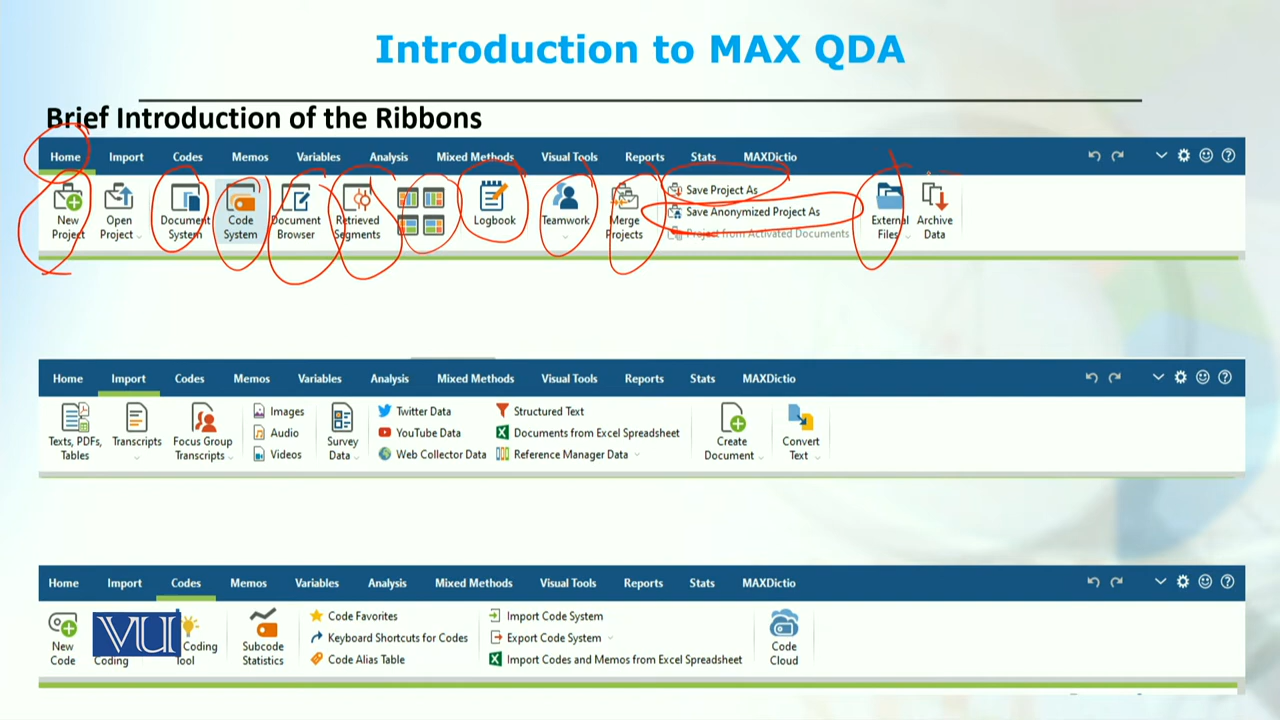 Introduction to MAX QDA
Brief Introduction of the Ribbons
Home Import Codes Memos Variables Analysis Mixed Methods Visual Tools Reports Stats MAXDictio
New Project
Open Project
Document System
Code System
Document Browser
Retrieved Segments
Logbook
Teamwork
Merge Projects
Save Project As
Save Anonymized Project As
Project from Activated Documents
External Files
Archive Data
Home Import Codes Memos Variables Analysis Mixed Methods Visual Tools Reports Stats MAXDictio
Texts, PDFs, Tables
Transcripts
Focus Group Transcripts
Images
Audio
Videos
Survey Data
Twitter Data
YouTube Data
Web Collector Data
Structured Text
Documents from Excel Spreadsheet
Reference Manager Data
Create Document
Convert Text
Home Import Codes Memos Variables Analysis Mixed Methods Visual Tools Reports Stats MAXDictio
New Code
Coding
Coding Tool
VU
Subcode Statistics
Code Favorites
Keyboard Shortcuts for Codes
Code Alias Table
Import Code System
Export Code System
Import Codes and Memos from Excel Spreadsheet
Code Cloud